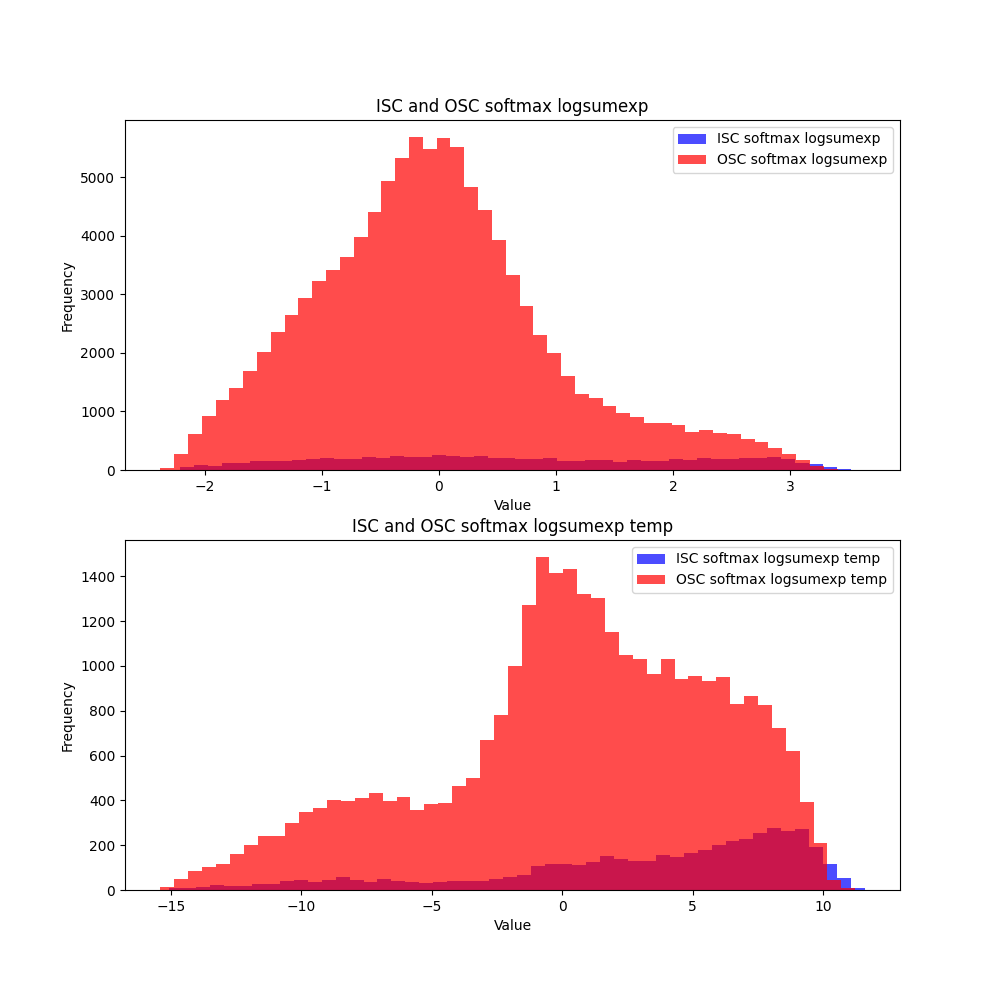 ISC and OSC softmax logsumexp
ISC softmax logsumexp
OSC softmax logsumexp
5000
4000
3000
2000
1000
0
Frequency
−2 −1 0 1 2 3
Value
ISC and OSC softmax logsumexp temp
ISC softmax logsumexp temp
OSC softmax logsumexp temp
1400
1200
1000
800
600
400
200
0
Frequency
−15 −10 −5 0 5 10
Value